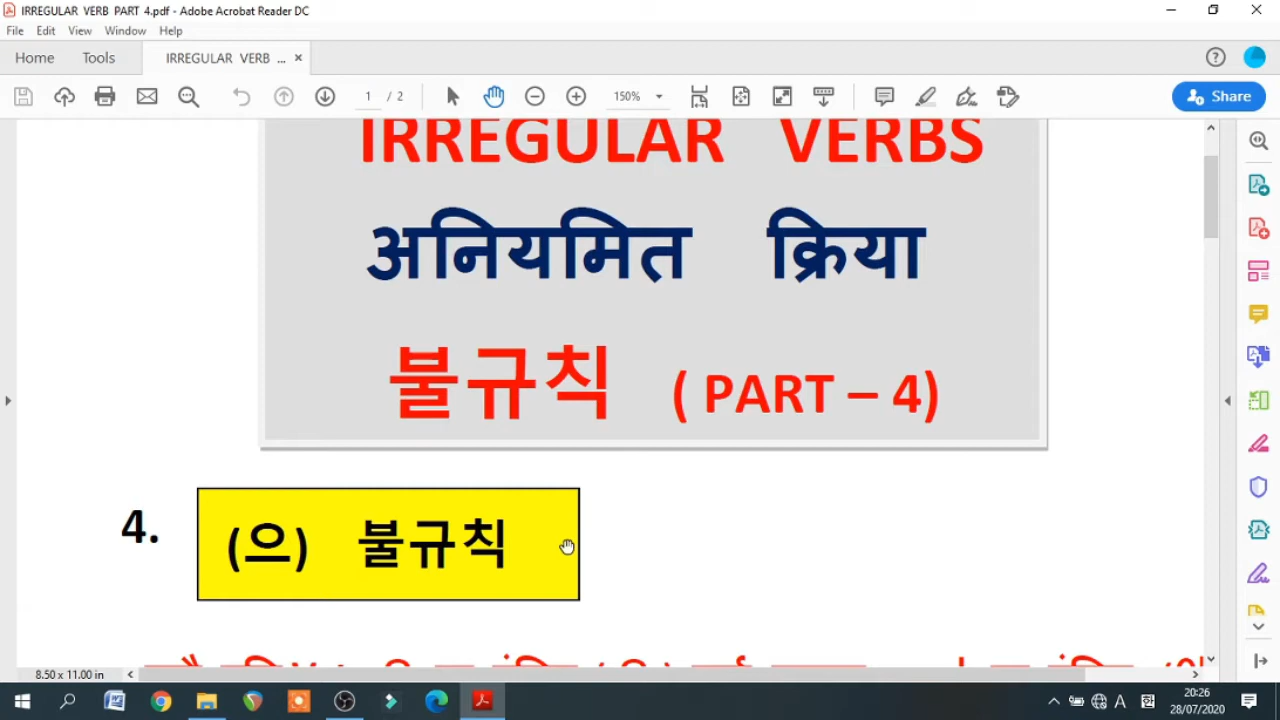 IRREGULAR VERB PART 4.pdf - Adobe Acrobat Reader DC
File Edit View Window Help
Home Tools IRREGULAR VERB ... ×
1 / 2 150% Share
IRREGULAR VERBS
अनियमित क्रिया
불규칙 ( PART – 4)
4. (으) 불규칙
8.50 x 11.00 in
A 한 20:26
28/07/2020